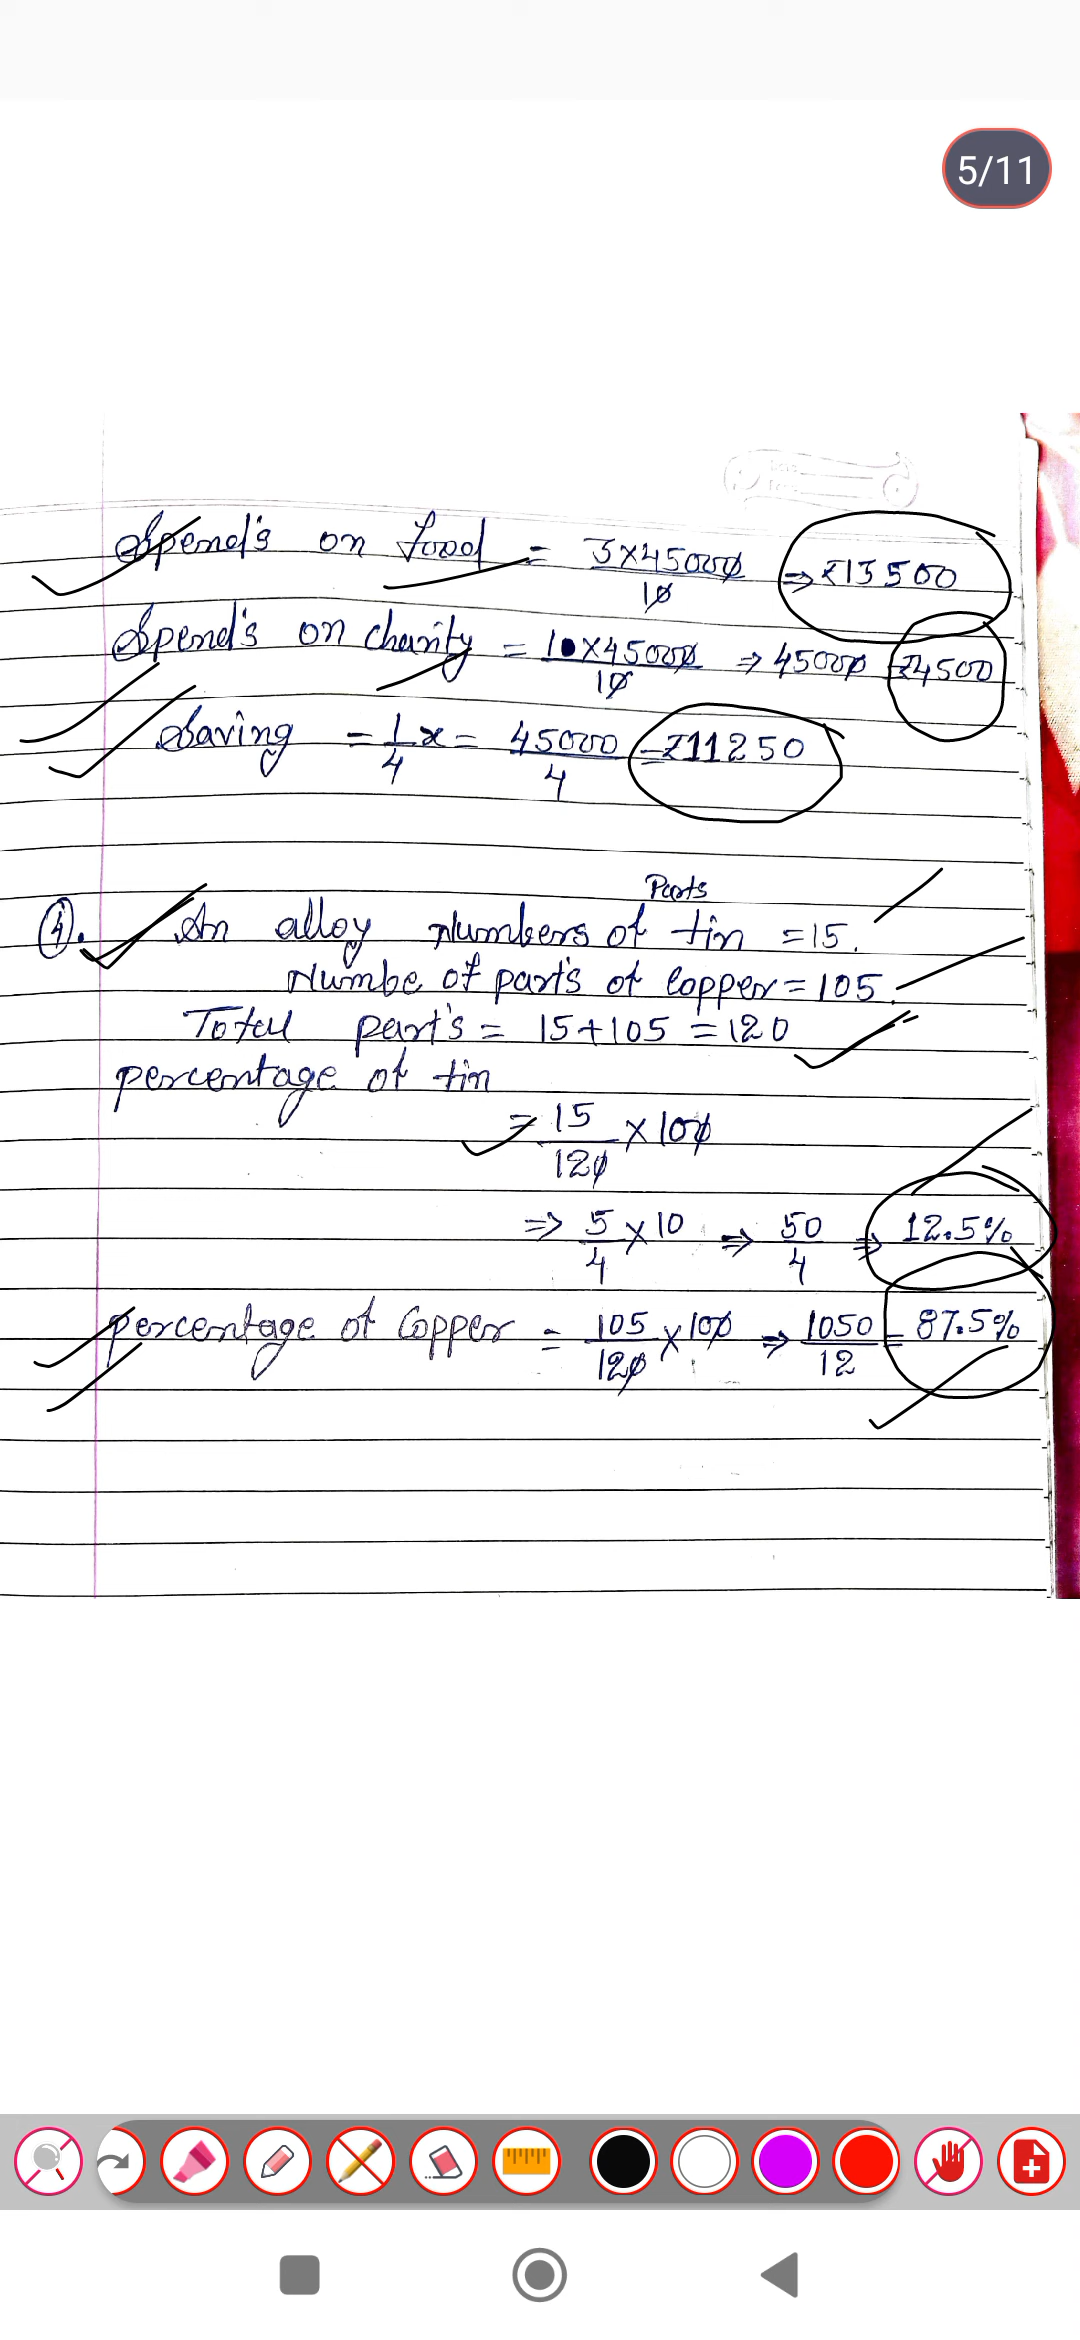 5/11
Spend's on food = 3×45000/10 ⇒ ₹13500
Spend's on charity = 10×45000/10 ⇒ 45000 ₹4500
Saving = 1/4 x = 45000/4 = ₹11250
Parts
4. An alloy Numbers of tin = 15.
Numbe of part's of Copper = 105.
Total part's = 15+105 = 120
percentage of tin
⇒ 15/120 × 100
⇒ 5/4 × 10 ⇒ 50/4 ⇒ 12.5%
percentage of Copper = 105/120 × 100 ⇒ 1050/12 = 87.5%